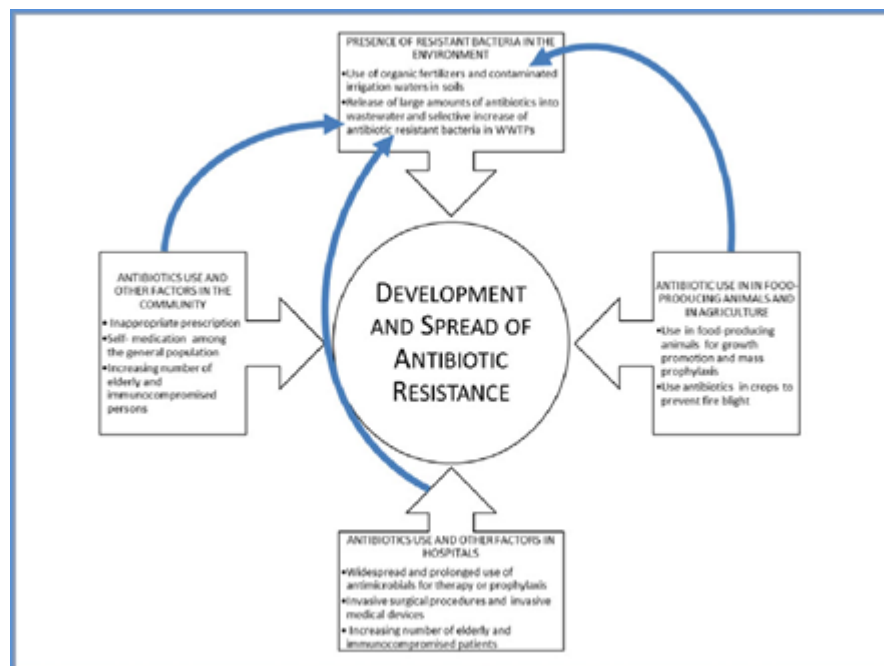 PRESENCE OF RESISTANT BACTERIA IN THE
ENVIRONMENT
•Use of organic fertilizers and contaminated
irrigation waters in soils
•Release of large amounts of antibiotics into
wastewater and selective increase of
antibiotic resistant bacteria in WWTPs
ANTIBIOTICS USE AND
OTHER FACTORS IN THE
COMMUNITY
• Inappropriate prescription
•Self- medication among
the general population
•Increasing number of
elderly and
immunocompromised
persons
DEVELOPMENT
AND SPREAD OF
ANTIBIOTIC
RESISTANCE
ANTIBIOTIC USE IN IN FOOD-
PRODUCING ANIMALS AND
IN AGRICULTURE
•Use in food-producing
animals for growth
promotion and mass
prophylaxis
•Use antibiotics in crops to
prevent fire blight
ANTIBIOTICS USE AND OTHER FACTORS IN
HOSPITALS
•Widespread and prolonged use of
antimicrobials for therapy or prophylaxis
•Invasive surgical procedures and invasive
medical devices
• Increasing number of elderly and
immunocompromised patients